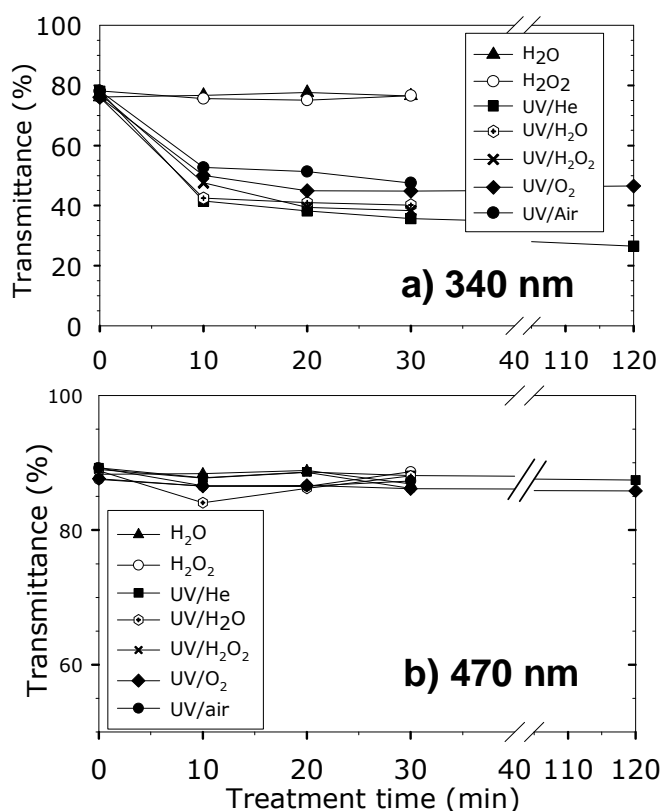 100
80
60
40
20
0
Transmittance (%)
H₂O
H₂O₂
UV/He
UV/H₂O
UV/H₂O₂
UV/O₂
UV/Air
a) 340 nm
0 10 20 30 40 110 120
100
80
60
Transmittance (%)
H₂O
H₂O₂
UV/He
UV/H₂O
UV/H₂O₂
UV/O₂
UV/air
b) 470 nm
0 10 20 30 40 110 120
Treatment time (min)